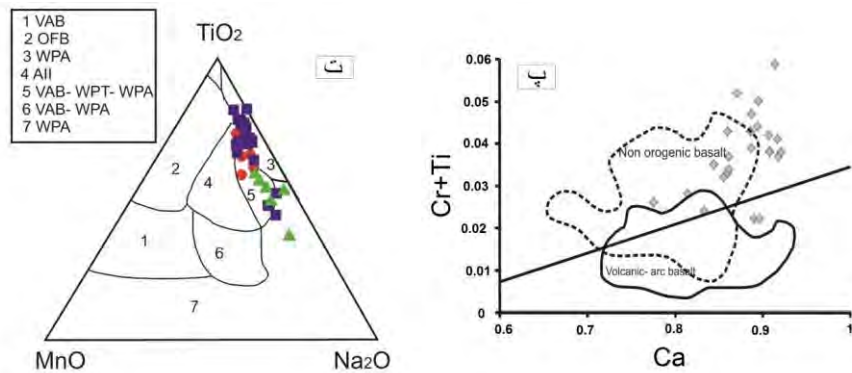 1 VAB
2 OFB
3 WPA
4 All
5 VAB- WPT- WPA
6 VAB- WPA
7 WPA
TiO2
ت
2
4
3
5
1
6
7
MnO
Na2O
پ
Cr+Ti
0.06
0.05
0.04
0.03
0.02
0.01
0
Non orogenic basalt
Volcanic- arc basalt
0.6
0.7
0.8
0.9
1
Ca